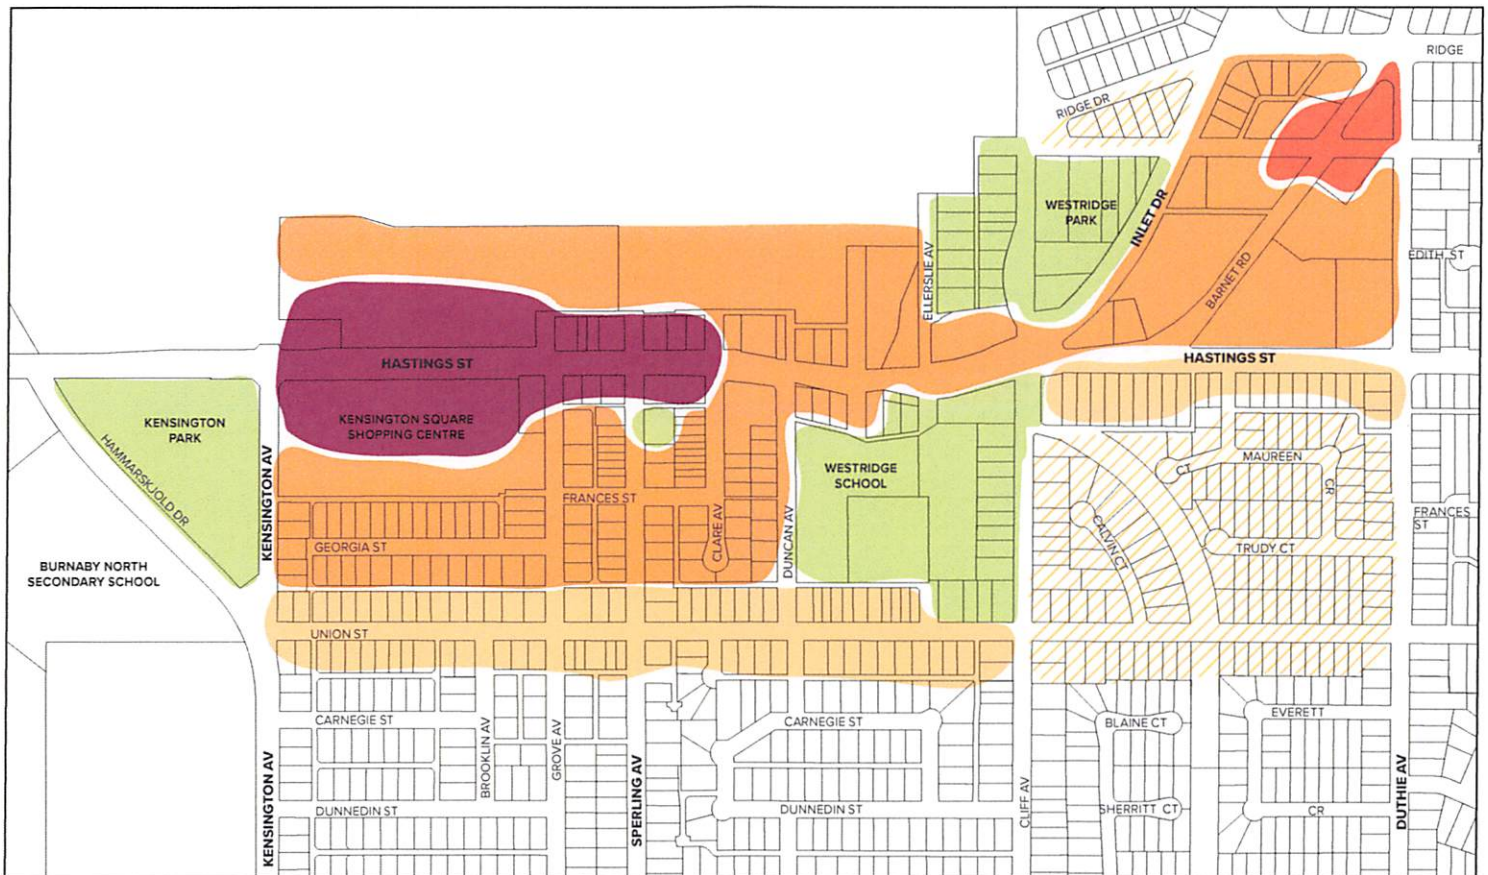 RIDGE
RIDGE DR
WESTRIDGE
PARK
INLET DR
ELLERSLIE AV
BARNET RD
EDITH ST
HASTINGS ST
HASTINGS ST
KENSINGTON SQUARE
SHOPPING CENTRE
KENSINGTON
PARK
HAMMARSKJOLD DR
KENSINGTON AV
WESTRIDGE
SCHOOL
MAUREEN
CT
CR
FRANCES ST
FRANCES
ST
CLARE AV
DUNCAN AV
CALVIN CT
TRUDY CT
GEORGIA ST
BURNABY NORTH
SECONDARY SCHOOL
UNION ST
CARNEGIE ST
CARNEGIE ST
BROOKLIN AV
GROVE AV
SPERLING AV
KENSINGTON AV
BLAINE CT
EVERETT
CLIFF AV
DUTHIE AV
DUNNEDIN ST
DUNNEDIN ST
SHERRITT CT
CR